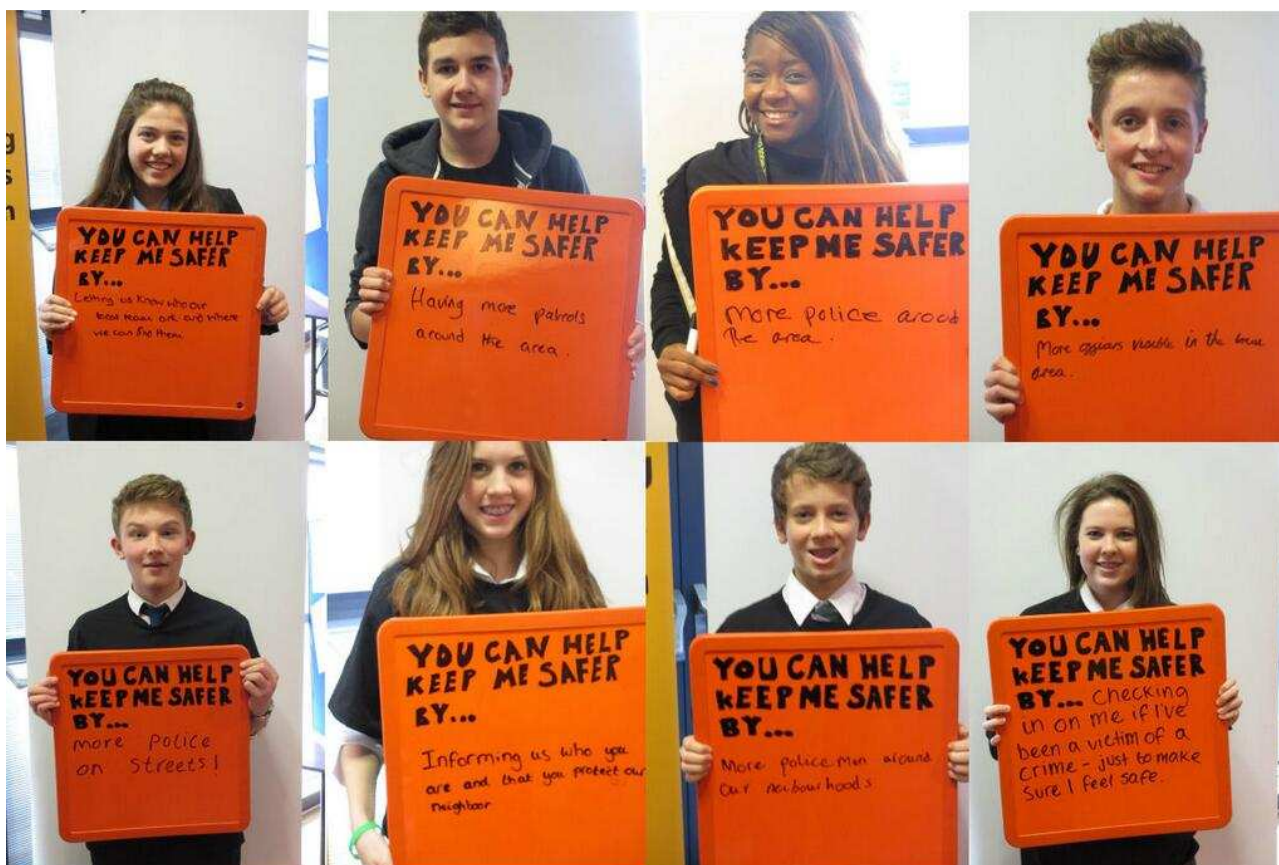 g
s
n
YOU CAN HELP
KEEP ME SAFER
BY...
Letting us know who our
local team are and where
we can find them
YOU CAN HELP
KEEP ME SAFER
BY...
Having more patrols
around the area.
YOU CAN HELP
KEEP ME SAFER
BY...
More police around
the area.
YOU CAN HELP
KEEP ME SAFER
BY...
More officers visible in the local
area.
YOU CAN HELP
KEEP ME SAFER
BY...
more police
on streets!
YOU CAN HELP
KEEP ME SAFER
BY...
Informing us who you
are and that you protect our
neighboor
YOU CAN HELP
KEEP ME SAFER
BY...
More police Men around
Our neibourhoods
YOU CAN HELP
KEEP ME SAFER
BY... Checking
in on me if I've
been a victim of a
crime - just to make
sure I feel safe.